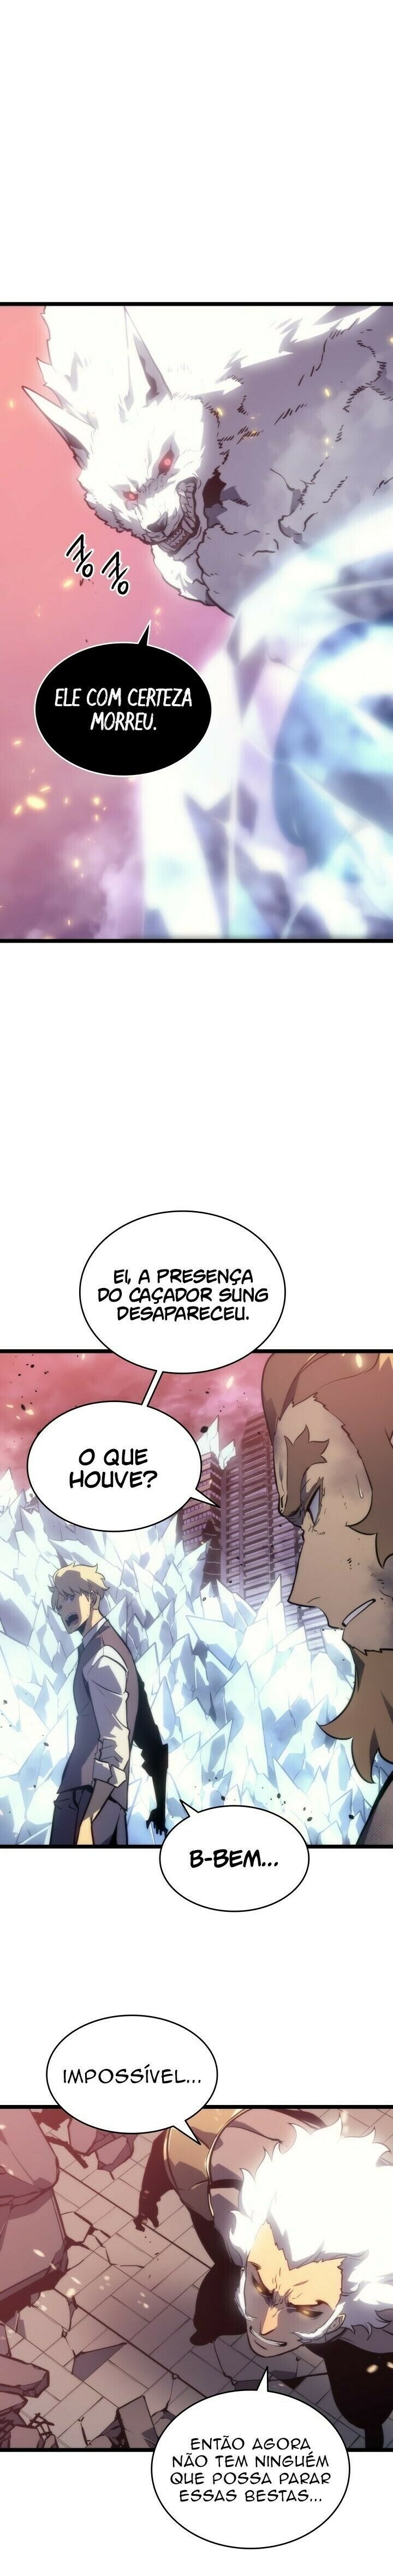 ELE COM CERTEZA
MORREU.
EI, A PRESENÇA
DO CAÇADOR SUNG
DESAPARECEU.
O QUE
HOUVE?
B-BEM...
IMPOSSÍVEL...
ENTÃO AGORA
NÃO TEM NINGUÉM
QUE POSSA PARAR
ESSAS BESTAS...